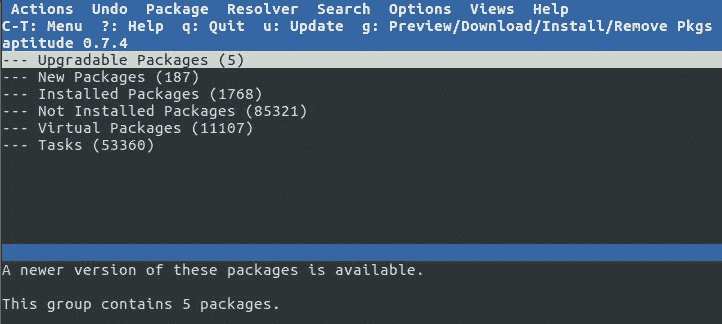 Actions Undo Package Resolver Search Options Views Help
C-T: Menu ?: Help q: Quit u: Update g: Preview/Download/Install/Remove Pkgs
aptitude 0.7.4
--- Upgradable Packages (5)
--- New Packages (187)
--- Installed Packages (1768)
--- Not Installed Packages (85321)
--- Virtual Packages (11107)
--- Tasks (53360)
A newer version of these packages is available.
This group contains 5 packages.